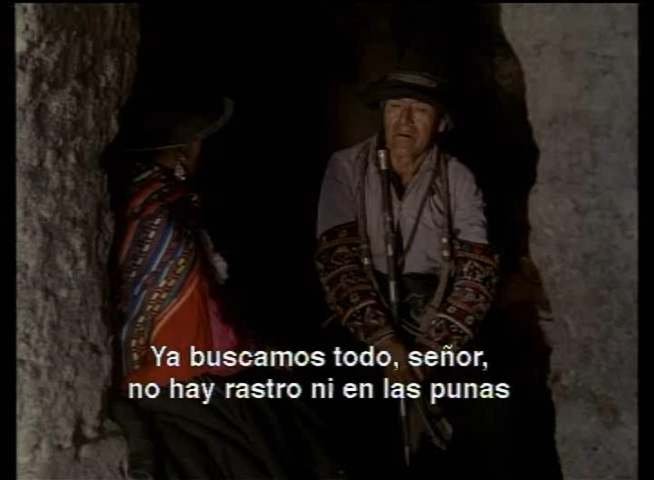 Ya buscamos todo, señor,
no hay rastro ni en las punas